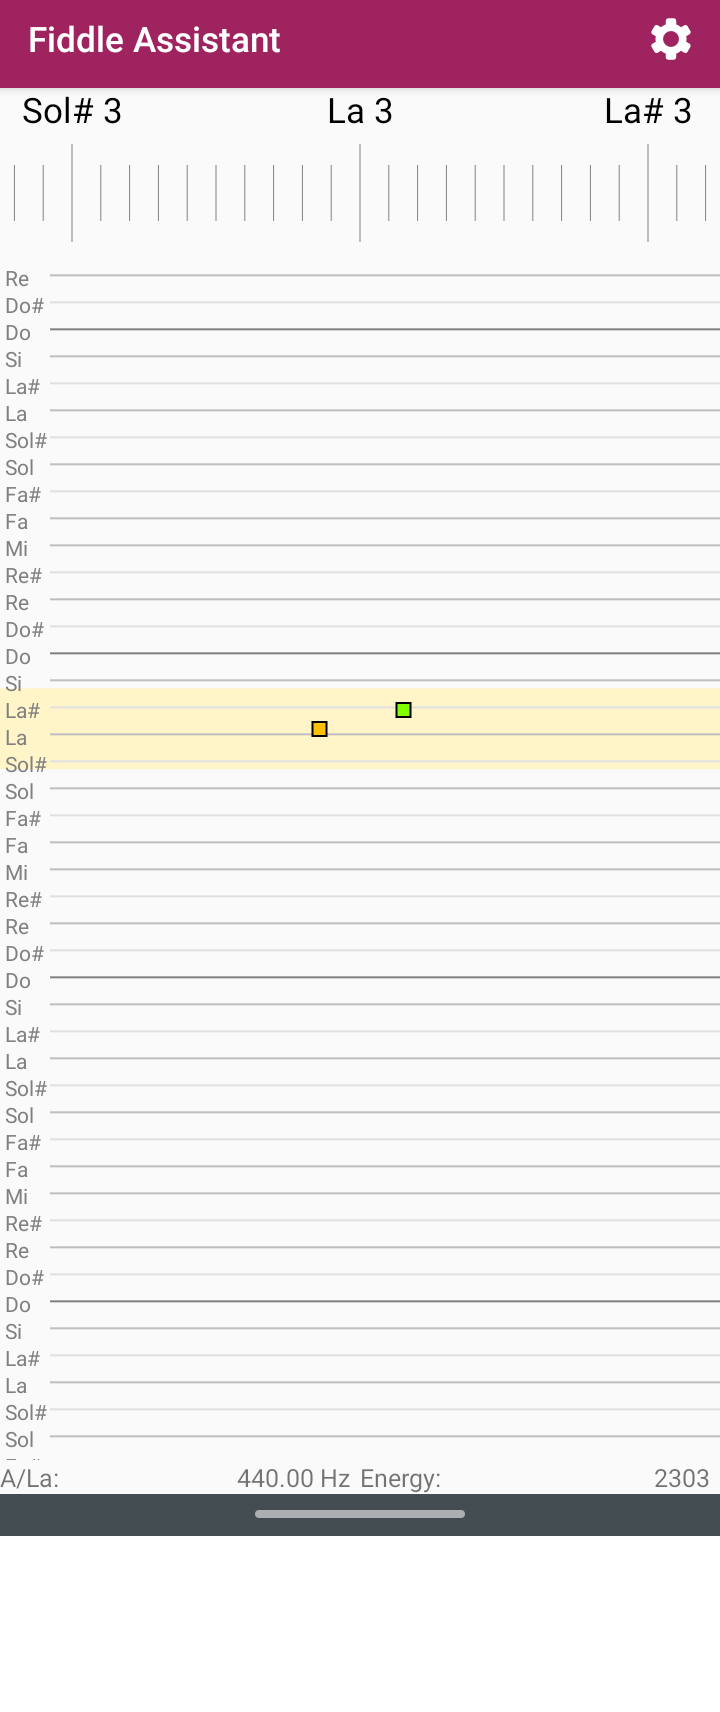 Fiddle Assistant
Sol# 3 La 3 La# 3
Re
Do#
Do
Si
La#
La
Sol#
Sol
Fa#
Fa
Mi
Re#
Re
Do#
Do
Si
La#
La
Sol#
Sol
Fa#
Fa
Mi
Re#
Re
Do#
Do
Si
La#
La
Sol#
Sol
Fa#
Fa
Mi
Re#
Re
Do#
Do
Si
La#
La
Sol#
Sol
A/La: 440.00 Hz Energy: 2303